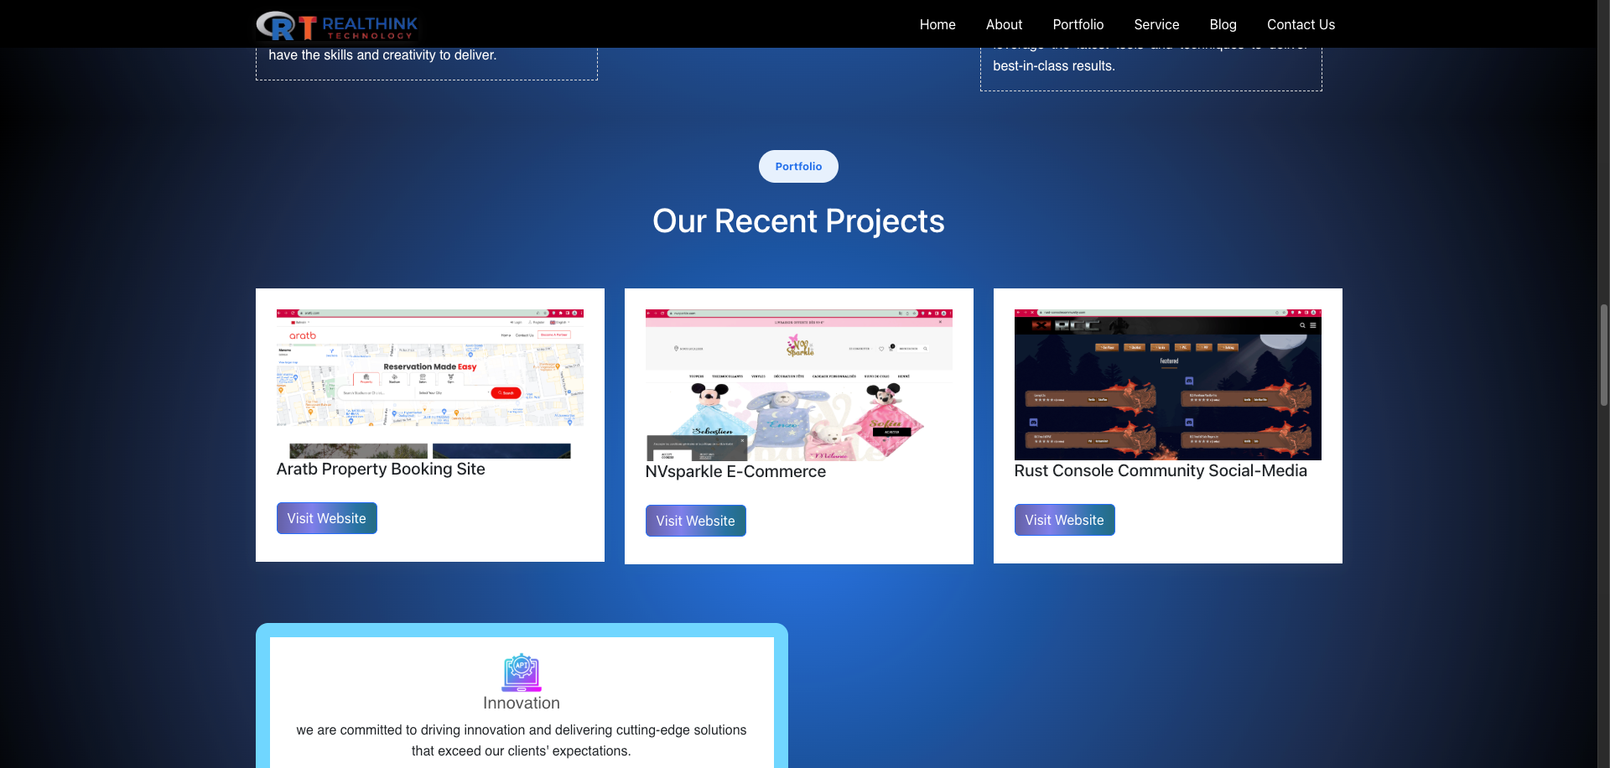 REALTHINK
TECHNOLOGY
Home About Portfolio Service Blog Contact Us
have the skills and creativity to deliver.
best-in-class results.
Portfolio
Our Recent Projects
aratb
Reservation Made Easy
Search
Aratb Property Booking Site
Visit Website
Sparkle
Sébastien
NVsparkle E-Commerce
Visit Website
Featured
Rust Console Community Social-Media
Visit Website
API
Innovation
we are committed to driving innovation and delivering cutting-edge solutions
that exceed our clients' expectations.